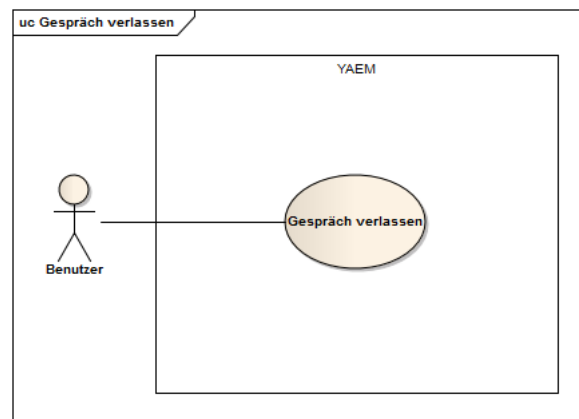 uc Gespräch verlassen
YAEM
Gespräch verlassen
Benutzer